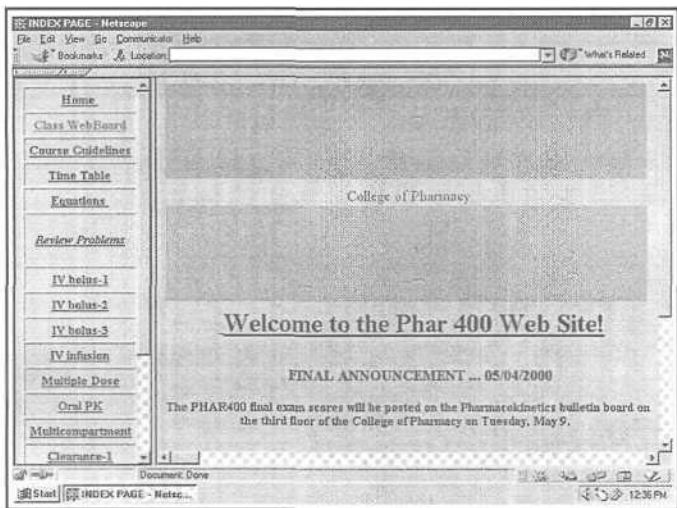 INDEX PAGE - Netscape
File Edit View Go Communicator Help
Bookmarks Location: What's Related
Home
Class WebBoard
Course Guidelines
Time Table
Equations
Review Problems
IV bolus-1
IV bolus-2
IV bolus-3
IV infusion
Multiple Dose
Oral PK
Multicompartment
Clearance-1
College of Pharmacy
Welcome to the Phar 400 Web Site!
FINAL ANNOUNCEMENT ... 05/04/2000
The PHAR400 final exam scores will be posted on the Pharmacokinetics bulletin board on
the third floor of the College of Pharmacy on Tuesday, May 9.
Document: Done
Start INDEX PAGE - Netsc... 12:36 PM